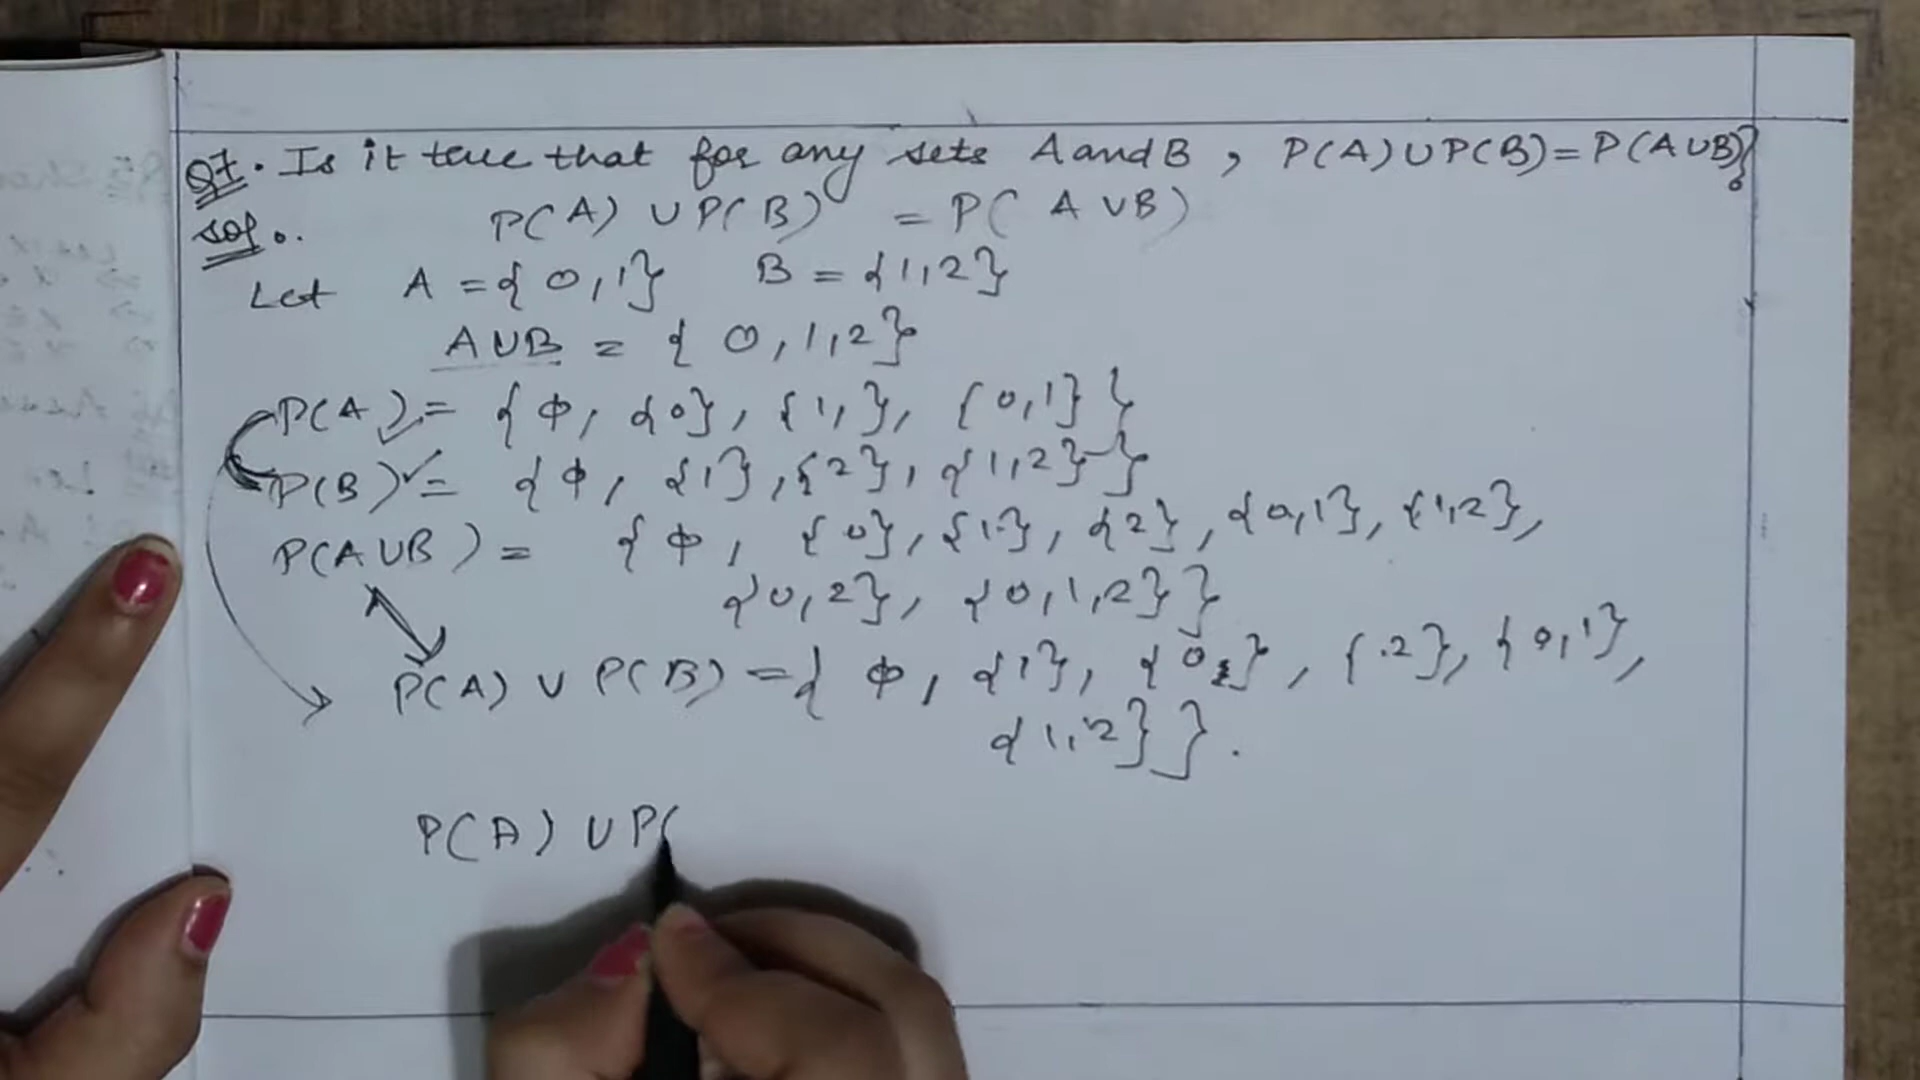 Q7. Is it true that for any sets A and B, P(A)∪P(B)=P(A∪B)?
Sol.
P(A) ∪ P(B) = P( A ∪B)
Let A = { 0,1} B = {1,2}
A∪B = { 0,1,2}
P(A) = {ϕ, {0}, {1,}, {0,1}}
P(B) = {ϕ, {1},{2}, {1,2}}
P(A∪B) = {ϕ, {0}, {1}, {2}, {0,1}, {1,2},
{0,2}, {0,1,2}}
P(A) ∪ P(B) = { ϕ, {1}, {0}, {2}, {0,1},
{1,2}}.
P(A) ∪ P(